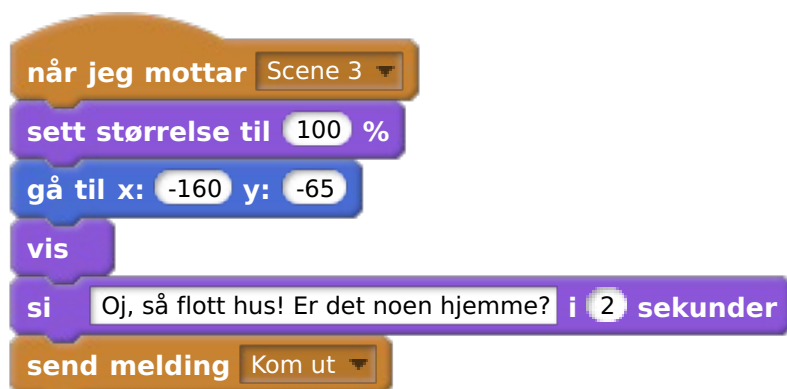 når jeg mottar Scene 3
sett størrelse til 100 %
gå til x: -160 y: -65
vis
si Oj, så flott hus! Er det noen hjemme? i 2 sekunder
send melding Kom ut